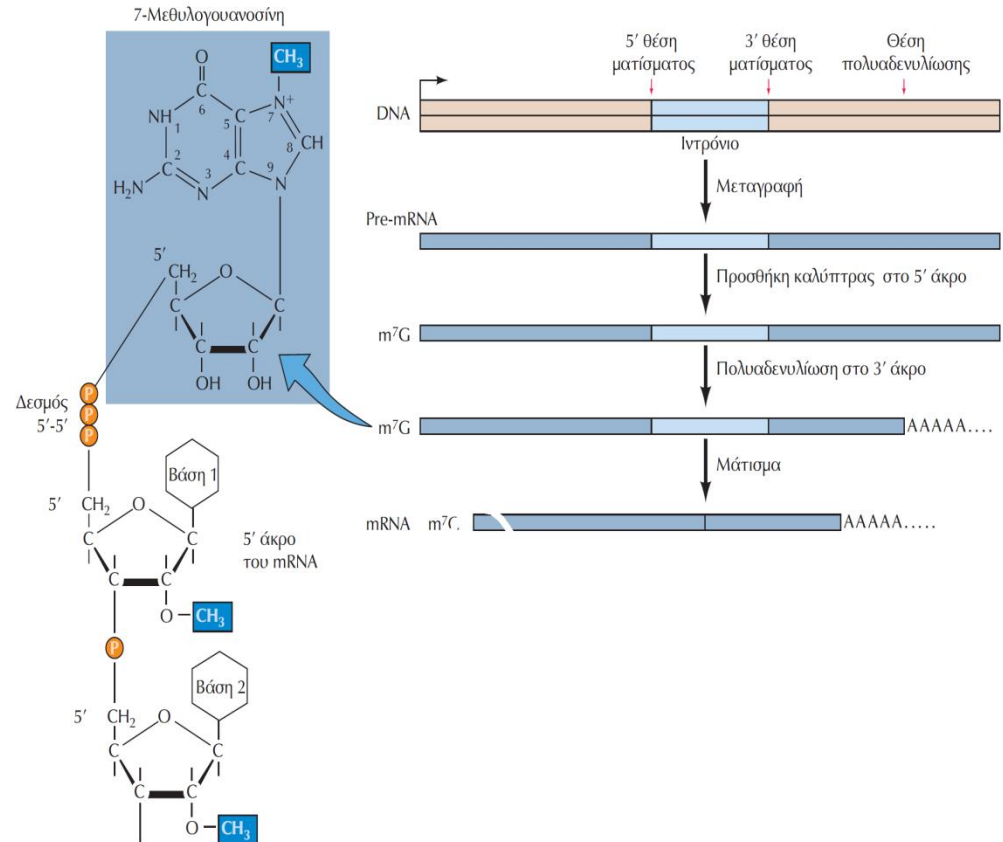 7-Μεθυλογουανοσίνη
CH3
O
C
6
N+
7
C
5
NH
1
8
CH
C
2
4
C
9
H2N
N
3
N
5′
CH2
O
C
C
C
C
OH
OH
Δεσμός
5′-5′
P
P
P
Βάση 1
5′
CH2
O
C
C
C
C
5′ άκρο
του mRNA
O
CH3
P
Βάση 2
5′
CH2
O
C
C
C
C
O
CH3
5′ θέση
ματίσματος
3′ θέση
ματίσματος
Θέση
πολυαδενυλίωσης
DNA
Ιντρόνιο
Μεταγραφή
Pre-mRNA
Προσθήκη καλύπτρας στο 5′ άκρο
m7G
Πολυαδενυλίωση στο 3′ άκρο
m7G
AAAAA....
Μάτισμα
mRNA
AAAAA.....